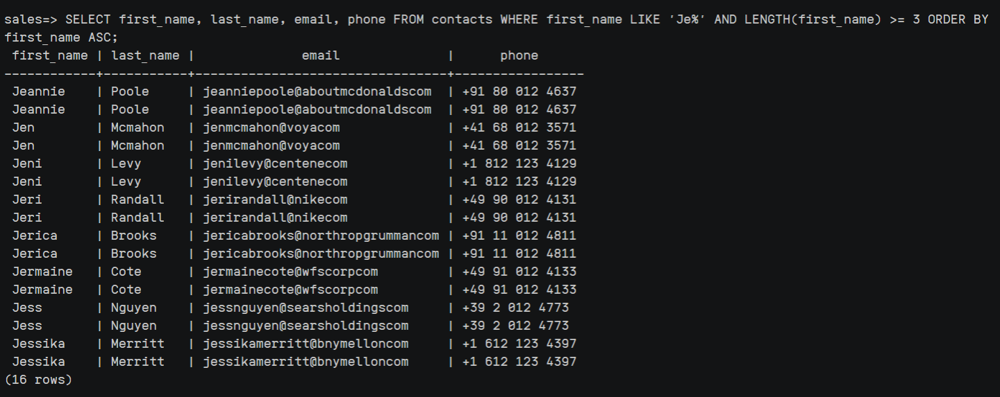 sales=> SELECT first_name, last_name, email, phone FROM contacts WHERE first_name LIKE 'Je%' AND LENGTH(first_name) >= 3 ORDER BY
first_name ASC;
 first_name | last_name |              email              |      phone
------------+-----------+---------------------------------+-----------------
 Jeannie    | Poole     | jeanniepoole@aboutmcdonaldscom  | +91 80 012 4637
 Jeannie    | Poole     | jeanniepoole@aboutmcdonaldscom  | +91 80 012 4637
 Jen        | Mcmahon   | jenmcmahon@voyacom              | +41 68 012 3571
 Jen        | Mcmahon   | jenmcmahon@voyacom              | +41 68 012 3571
 Jeni       | Levy      | jenilevy@centenecom             | +1 812 123 4129
 Jeni       | Levy      | jenilevy@centenecom             | +1 812 123 4129
 Jeri       | Randall   | jerirandall@nikecom             | +49 90 012 4131
 Jeri       | Randall   | jerirandall@nikecom             | +49 90 012 4131
 Jerica     | Brooks    | jericabrooks@northropgrummancom | +91 11 012 4811
 Jerica     | Brooks    | jericabrooks@northropgrummancom | +91 11 012 4811
 Jermaine   | Cote      | jermainecote@wfscorpcom         | +49 91 012 4133
 Jermaine   | Cote      | jermainecote@wfscorpcom         | +49 91 012 4133
 Jess       | Nguyen    | jessnguyen@searsholdingscom     | +39 2 012 4773
 Jess       | Nguyen    | jessnguyen@searsholdingscom     | +39 2 012 4773
 Jessika    | Merritt   | jessikamerritt@bnymelloncom     | +1 612 123 4397
 Jessika    | Merritt   | jessikamerritt@bnymelloncom     | +1 612 123 4397
(16 rows)